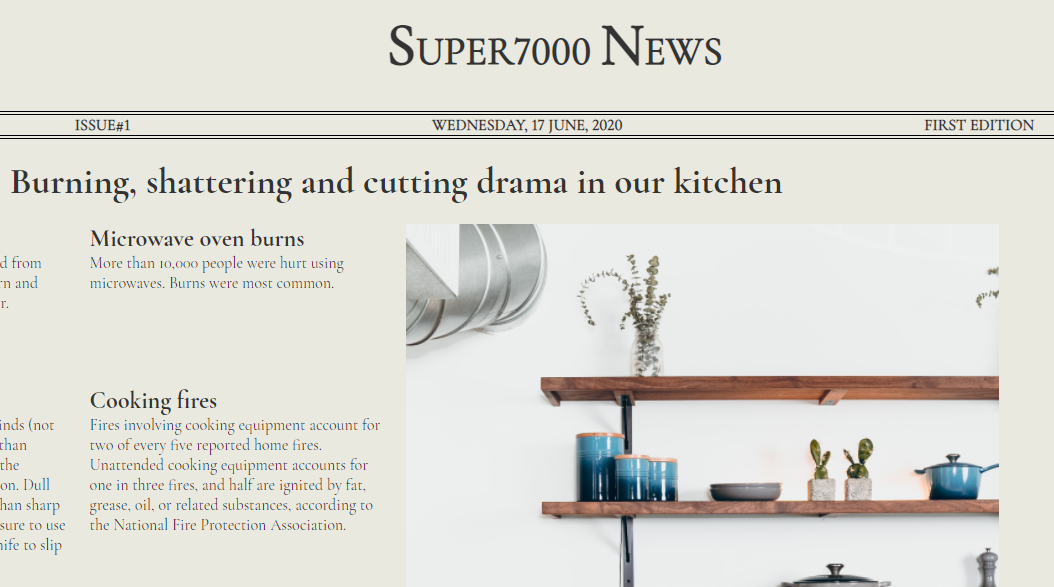 SUPER7000 NEWS
ISSUE#1 WEDNESDAY, 17 JUNE, 2020 FIRST EDITION
Burning, shattering and cutting drama in our kitchen
d from
and
r.
Microwave oven burns
More than 10,000 people were hurt using
microwaves. Burns were most common.
(not
than
the
on. Dull
han sharp
sure to use
to slip
Cooking fires
Fires involving cooking equipment account for
two of every five reported home fires.
Unattended cooking equipment accounts for
one in three fires, and half are ignited by fat,
grease, oil, or related substances, according to
the National Fire Protection Association.